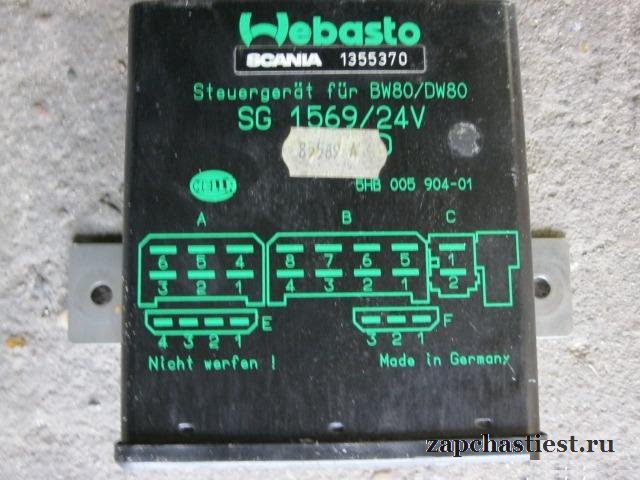 Webasto
SCANIA 1355370
Steuergerät für BW80/DW80
SG 1569/24V
HELLA
5HB 005 904-01
A B C
6 5 4 8 7 6 5 1
3 2 1 4 3 2 1 2
E F
4 3 2 1 3 2 1
Nicht werfen ! Made in Germany
zapchastiest.ru